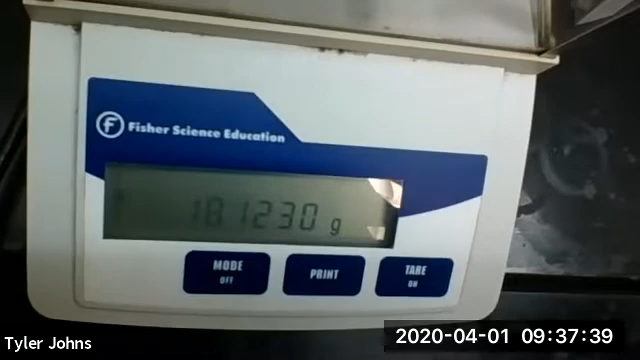 F Fisher Science Education
18.1230 g
MODE PRINT TARE
OFF ON
Tyler Johns
2020-04-01 09:37:39